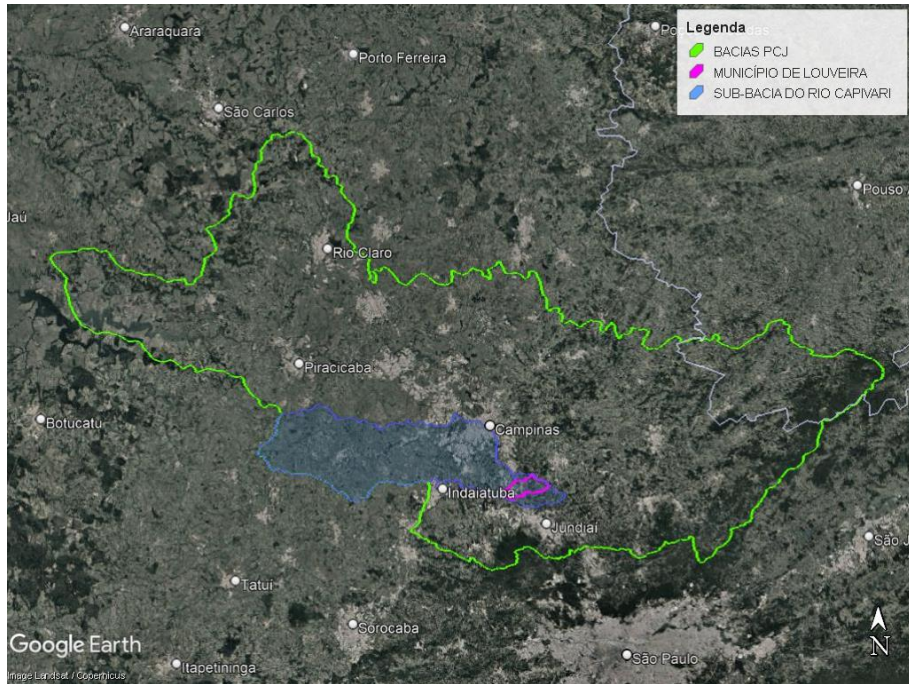 Araraquara
Porto Ferreira
São Carlos
Legenda
BACIAS PCJ
MUNICÍPIO DE LOUVEIRA
SUB-BACIA DO RIO CAPIVARI
Pouso
Jaú
Rio Claro
Piracicaba
Botucatu
Campinas
Indaiatuba
Jundiaí
São J
Tatuí
Sorocaba
São Paulo
Itapetininga
Google Earth
Image Landsat / Copernicus
N